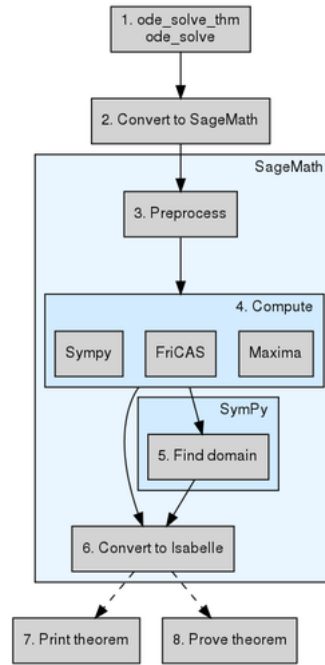 1. ode_solve_thm
ode_solve
2. Convert to SageMath
SageMath
3. Preprocess
4. Compute
Sympy
FriCAS
Maxima
SymPy
5. Find domain
6. Convert to Isabelle
7. Print theorem
8. Prove theorem